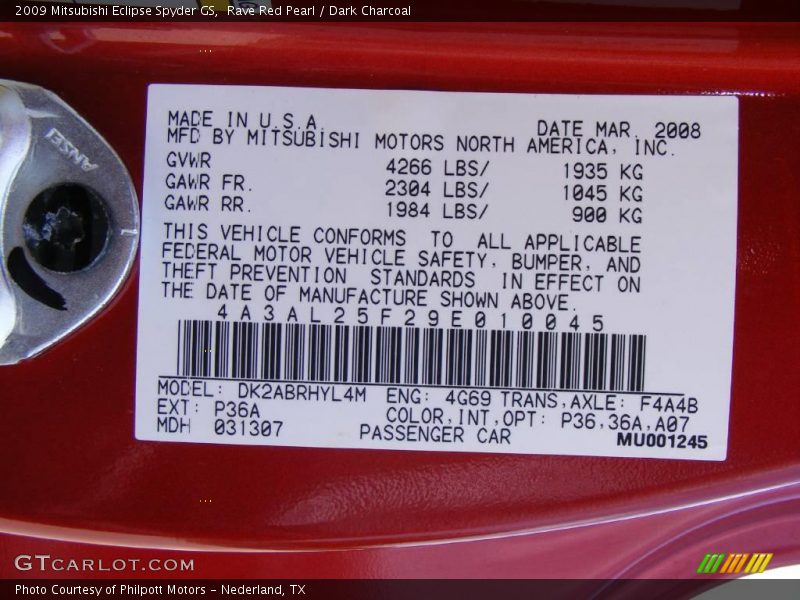 2009 Mitsubishi Eclipse Spyder GS,  Rave Red Pearl / Dark Charcoal
ANSEI
MADE IN U.S.A. DATE MAR. 2008
MFD BY MITSUBISHI MOTORS NORTH AMERICA, INC.
GVWR 4266 LBS/ 1935 KG
GAWR FR. 2304 LBS/ 1045 KG
GAWR RR. 1984 LBS/ 900 KG
THIS VEHICLE CONFORMS TO ALL APPLICABLE
FEDERAL MOTOR VEHICLE SAFETY, BUMPER, AND
THEFT PREVENTION STANDARDS IN EFFECT ON
THE DATE OF MANUFACTURE SHOWN ABOVE.
4A3AL25F29E010045
MODEL: DK2ABRHYL4M ENG: 4G69 TRANS,AXLE: F4A4B
EXT: P36A COLOR,INT,OPT: P36,36A,A07
MDH 031307 PASSENGER CAR MU001245
GTCARLOT.COM
Photo Courtesy of Philpott Motors - Nederland, TX